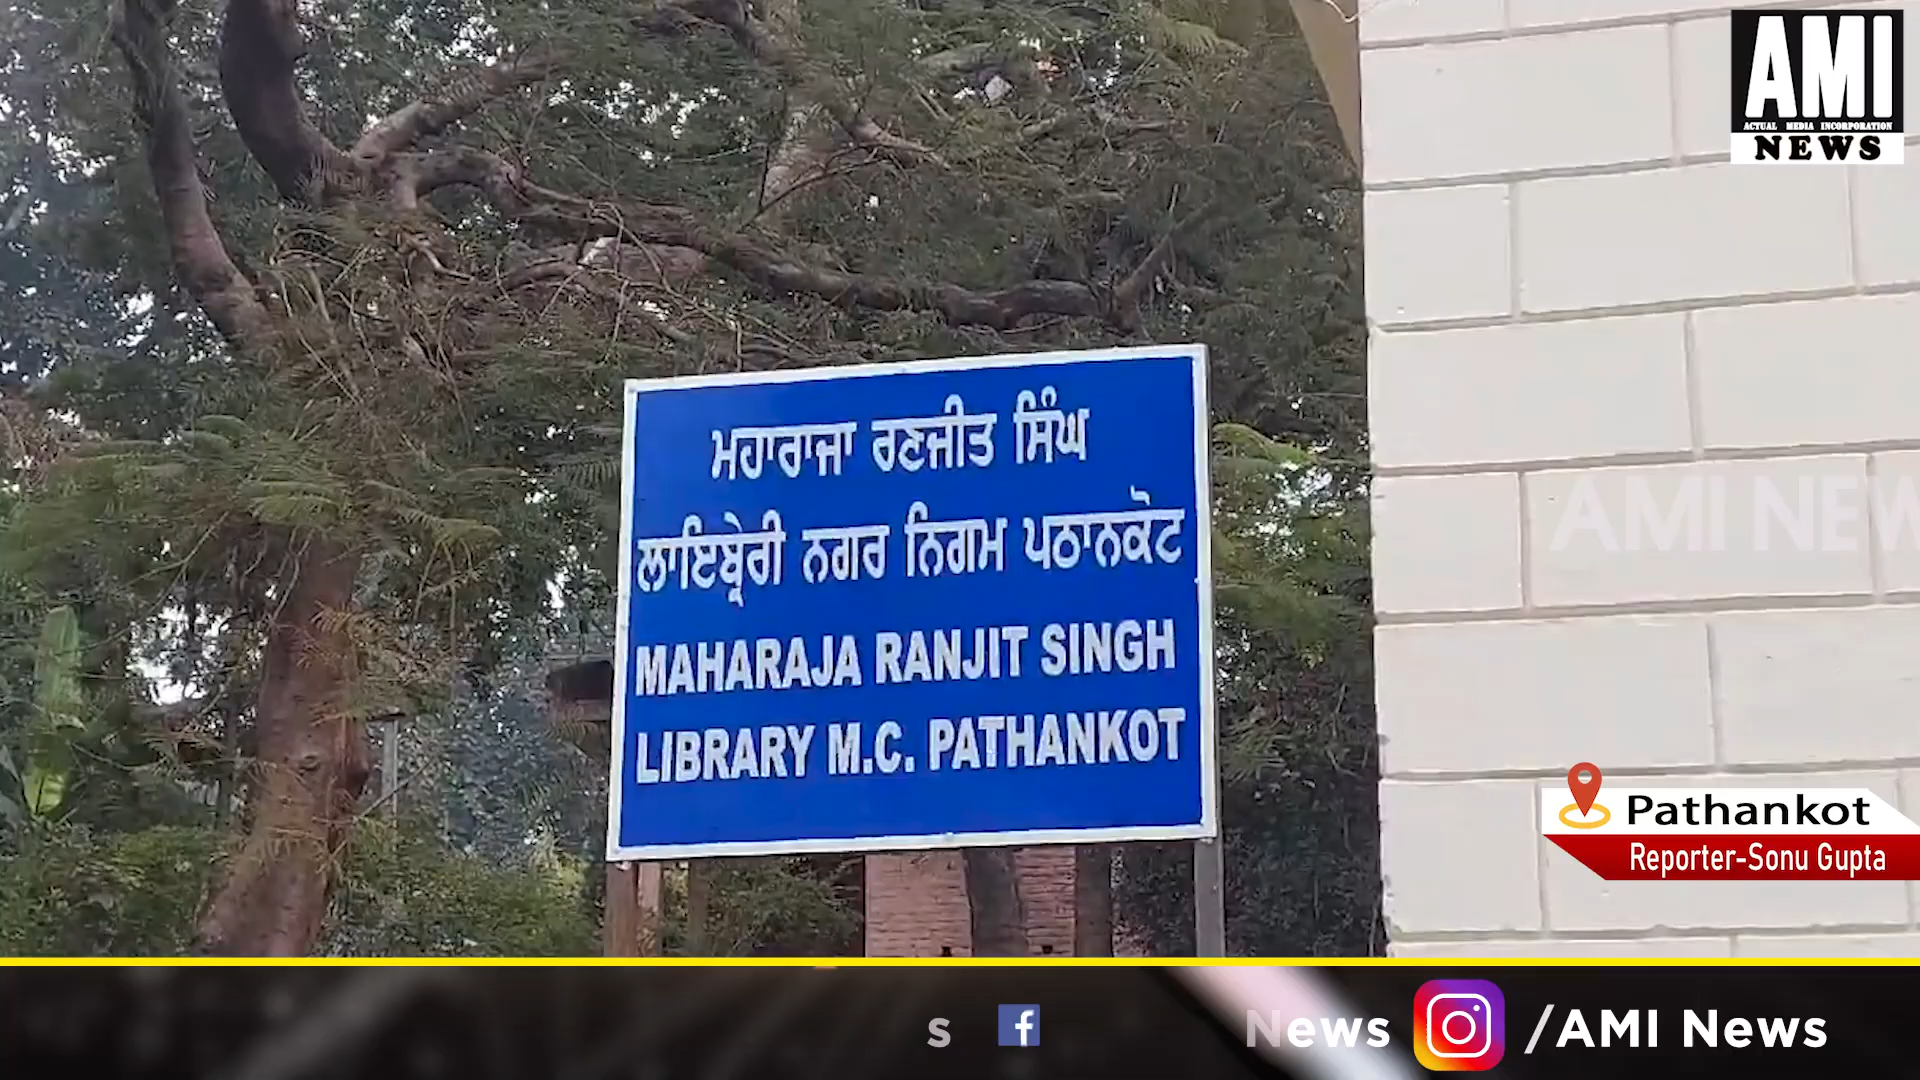 AMI
ACTUAL MEDIA INCORPORATION
NEWS
ਮਹਾਰਾਜਾ ਰਣਜੀਤ ਸਿੰਘ
ਲਾਇਬ੍ਰੇਰੀ ਨਗਰ ਨਿਗਮ ਪਠਾਨਕੋਟ
MAHARAJA RANJIT SINGH
LIBRARY M.C. PATHANKOT
AMI NEW
Pathankot
Reporter-Sonu Gupta
s News /AMI News